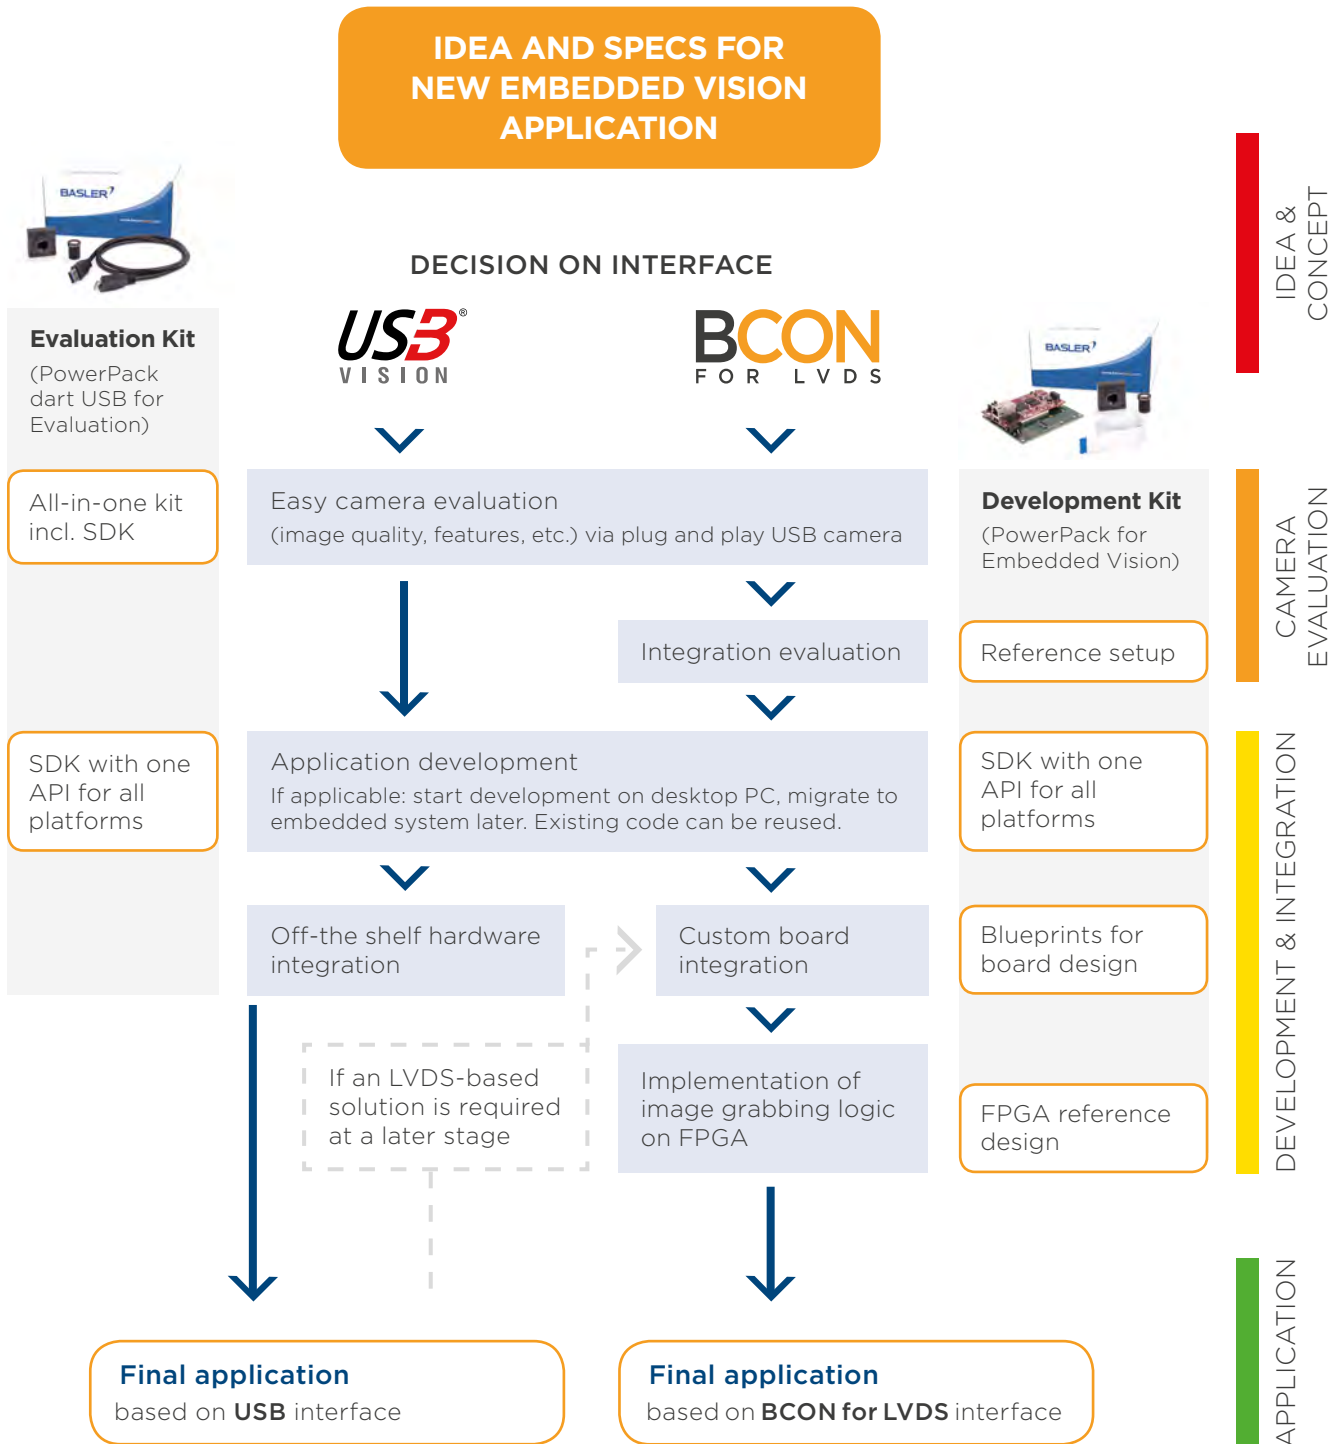 IDEA AND SPECS FOR
NEW EMBEDDED VISION
APPLICATION
BASLER
DECISION ON INTERFACE
Evaluation Kit
(PowerPack
dart USB for
Evaluation)
USB®
VISION
BCON
FOR LVDS
BASLER
IDEA &
CONCEPT
All-in-one kit
incl. SDK
Easy camera evaluation
(image quality, features, etc.) via plug and play USB camera
Development Kit
(PowerPack for
Embedded Vision)
Integration evaluation
Reference setup
CAMERA
EVALUATION
SDK with one
API for all
platforms
Application development
If applicable: start development on desktop PC, migrate to
embedded system later. Existing code can be reused.
SDK with one
API for all
platforms
Off-the shelf hardware
integration
Custom board
integration
Blueprints for
board design
If an LVDS-based
solution is required
at a later stage
Implementation of
image grabbing logic
on FPGA
FPGA reference
design
DEVELOPMENT & INTEGRATION
Final application
based on USB interface
Final application
based on BCON for LVDS interface
APPLICATION